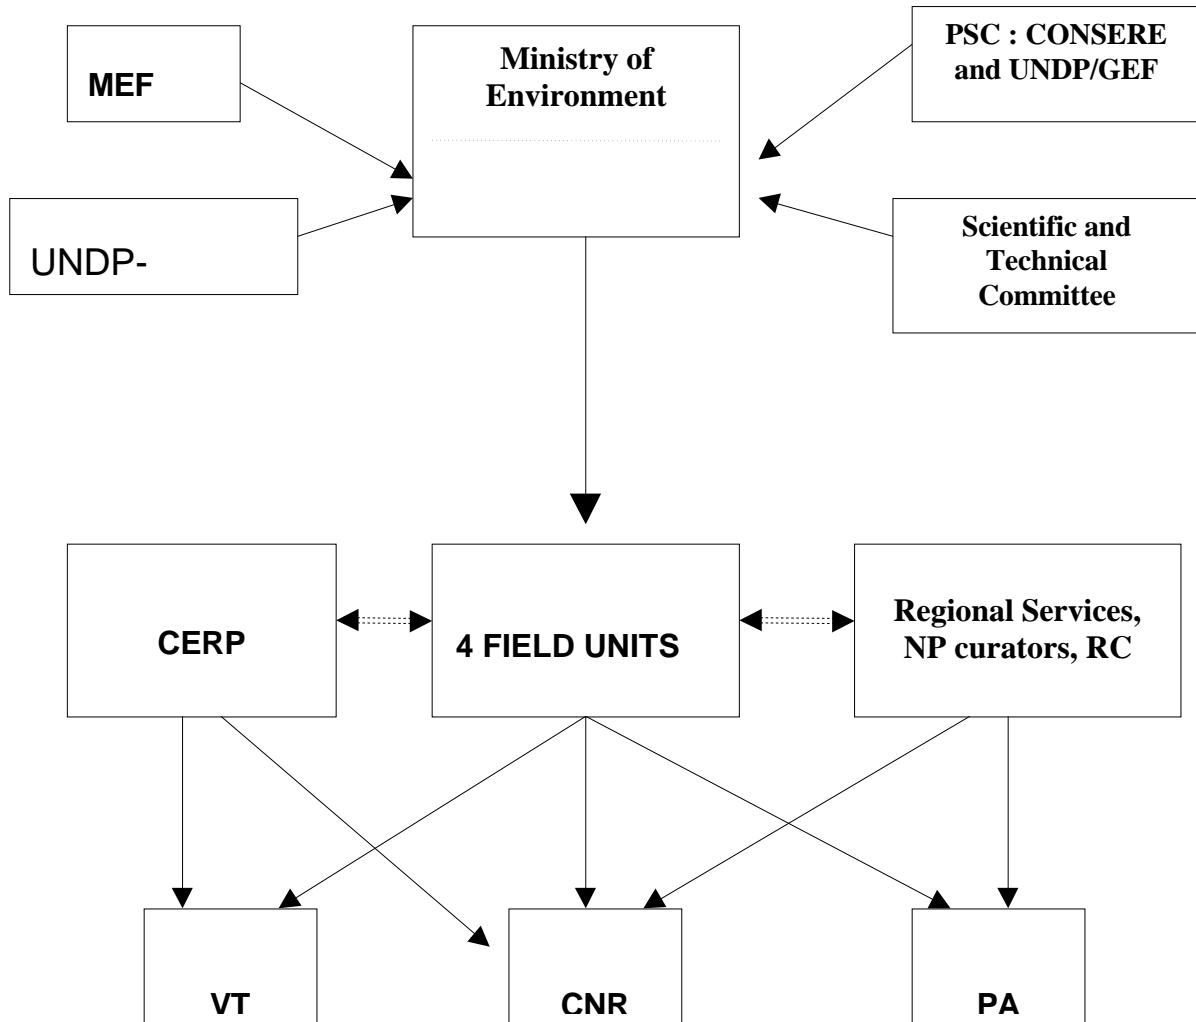 MEF
Ministry of
Environment
PSC : CONSERE
and UNDP/GEF
UNDP-
Scientific and
Technical
Committee
CERP
4 FIELD UNITS
Regional Services,
NP curators, RC
VT
CNR
PA